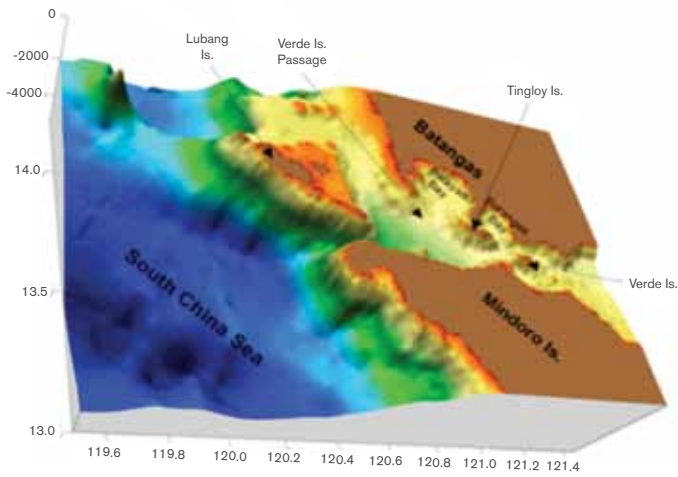 0
-2000
-4000
14.0
13.5
13.0
Lubang
Is.
Verde Is.
Passage
Tingloy Is.
Batangas
Bay
Verde Is.
Mindoro Is.
South China Sea
119.6 119.8 120.0 120.2 120.4 120.6 120.8 121.0 121.2 121.4